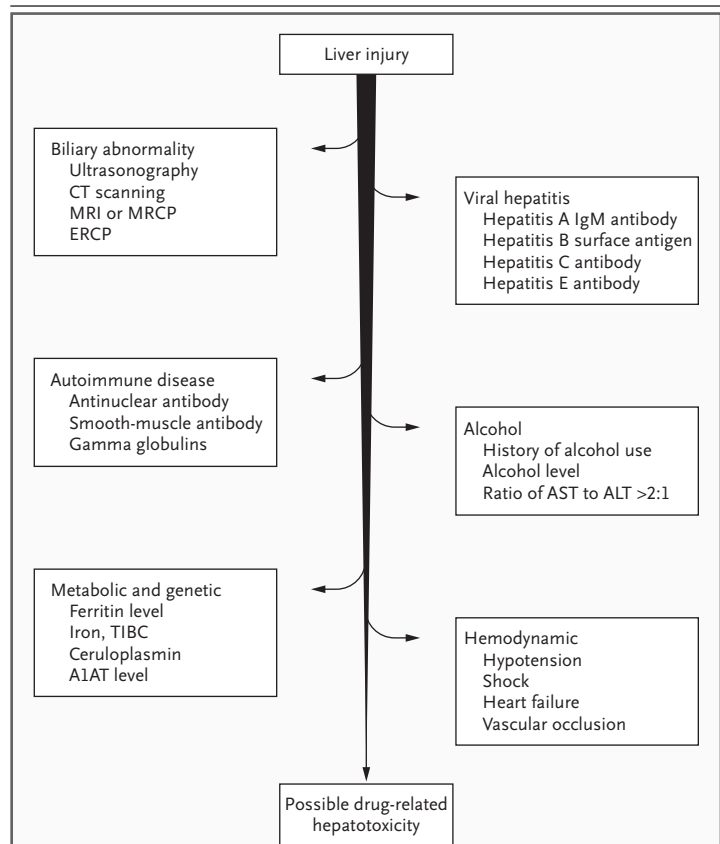 Liver injury
Biliary abnormality
Ultrasonography
CT scanning
MRI or MRCP
ERCP
Viral hepatitis
Hepatitis A IgM antibody
Hepatitis B surface antigen
Hepatitis C antibody
Hepatitis E antibody
Autoimmune disease
Antinuclear antibody
Smooth-muscle antibody
Gamma globulins
Alcohol
History of alcohol use
Alcohol level
Ratio of AST to ALT >2:1
Metabolic and genetic
Ferritin level
Iron, TIBC
Ceruloplasmin
A1AT level
Hemodynamic
Hypotension
Shock
Heart failure
Vascular occlusion
Possible drug-related
hepatotoxicity